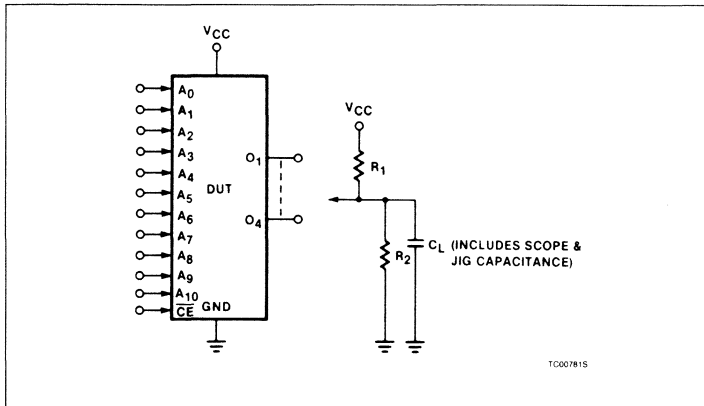 VCC
A0
A1
A2
A3
A4
A5
A6
A7
A8
A9
A10
CE
DUT
GND
O1
O4
VCC
R1
R2
CL (INCLUDES SCOPE &
JIG CAPACITANCE)
TC00781S